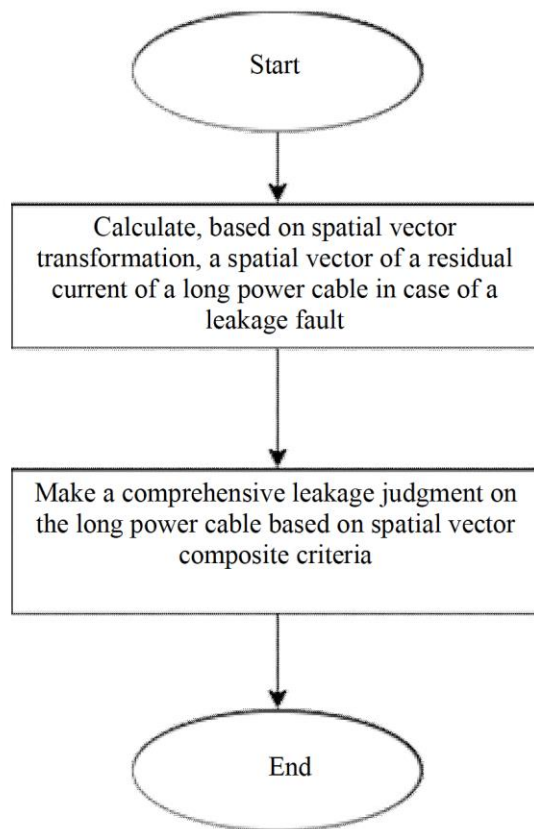 Start
Calculate, based on spatial vector
transformation, a spatial vector of a residual
current of a long power cable in case of a
leakage fault
Make a comprehensive leakage judgment on
the long power cable based on spatial vector
composite criteria
End